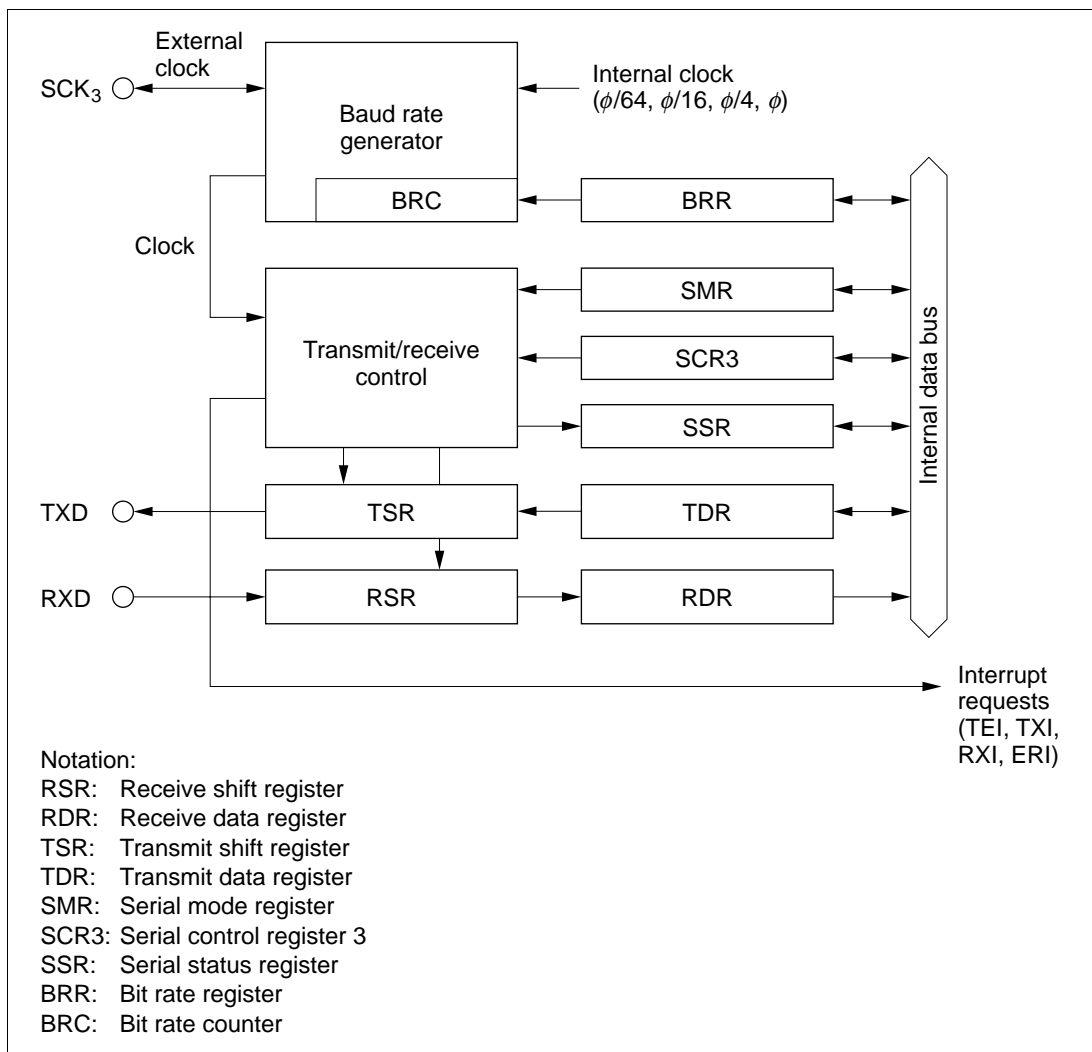 External
clock
SCK3
Internal clock
(ϕ/64, ϕ/16, ϕ/4, ϕ)
Baud rate
generator
BRC
BRR
Clock
SMR
Transmit/receive
control
SCR3
SSR
Internal data bus
TXD
TSR
TDR
RXD
RSR
RDR
Interrupt
requests
(TEI, TXI,
RXI, ERI)
Notation:
RSR: Receive shift register
RDR: Receive data register
TSR: Transmit shift register
TDR: Transmit data register
SMR: Serial mode register
SCR3: Serial control register 3
SSR: Serial status register
BRR: Bit rate register
BRC: Bit rate counter